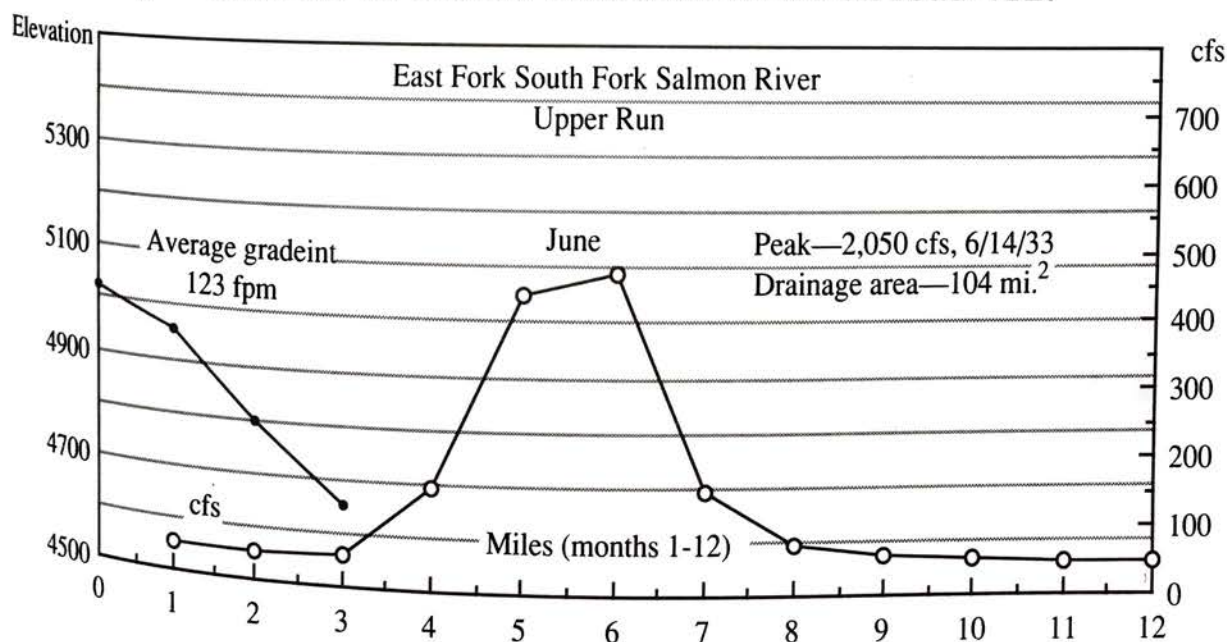 Elevation
cfs
East Fork South Fork Salmon River
Upper Run
5300
5100
4900
4700
4500
700
600
500
400
300
200
100
0
Average gradeint
123 fpm
June
Peak—2,050 cfs, 6/14/33
Drainage area—104 mi.²
cfs
Miles (months 1-12)
0 1 2 3 4 5 6 7 8 9 10 11 12